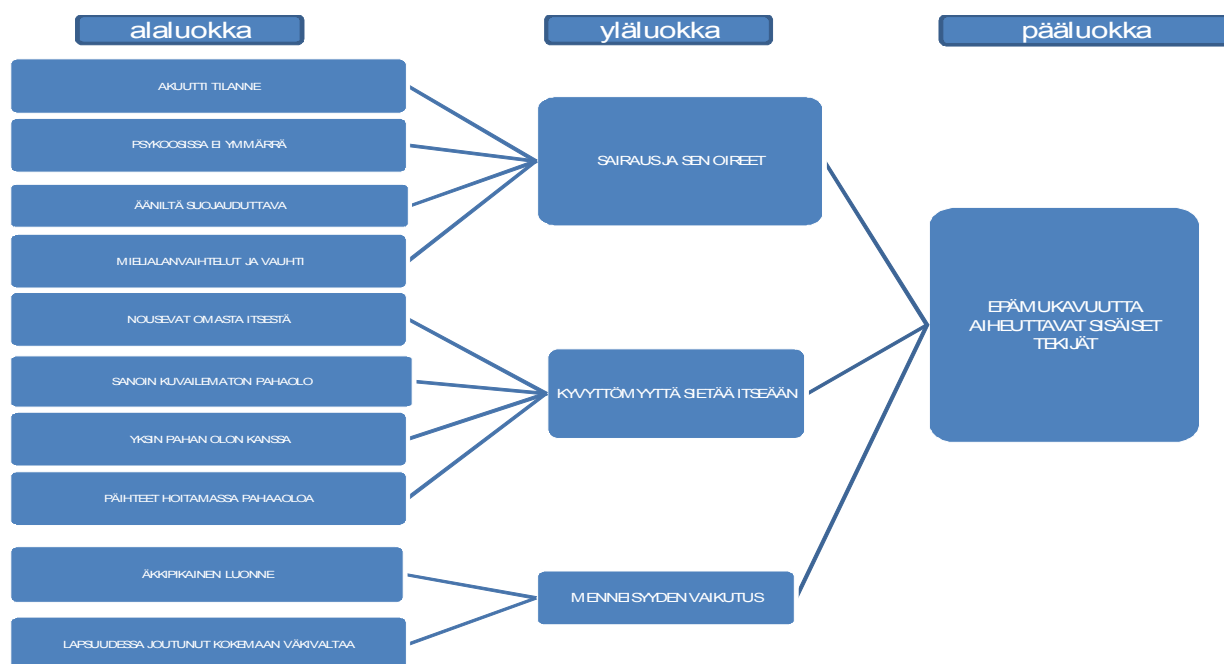 alaluokka
yläluokka
pääluokka
AKUUTTI TILANNE
PSYKOOSISSA EI YMMÄRRÄ
ÄÄNILTÄ SUOJAUDUTTAVA
MIELIALANVAIHTELUT JA VAUHTI
NOUSEVAT OMASTA ITSESTÄ
SANOIN KUVAILEMATON PAHAOLO
YKSIN PAHAN OLON KANSSA
PÄIHTEET HOITAMASSA PAHAAOLOA
ÄKKIPIKAINEN LUONNE
LAPSUUDESSA JOUTUNUT KOKEMAAN VÄKIVALTAA
SAIRAUS JA SEN OIREET
KYVYTTÖMYYTTÄ SIETÄÄ ITSEÄÄN
MENNEISYYDEN VAIKUTUS
EPÄMUKAVUUTTA
AIHEUTTAVAT SISÄISET
TEKIJÄT